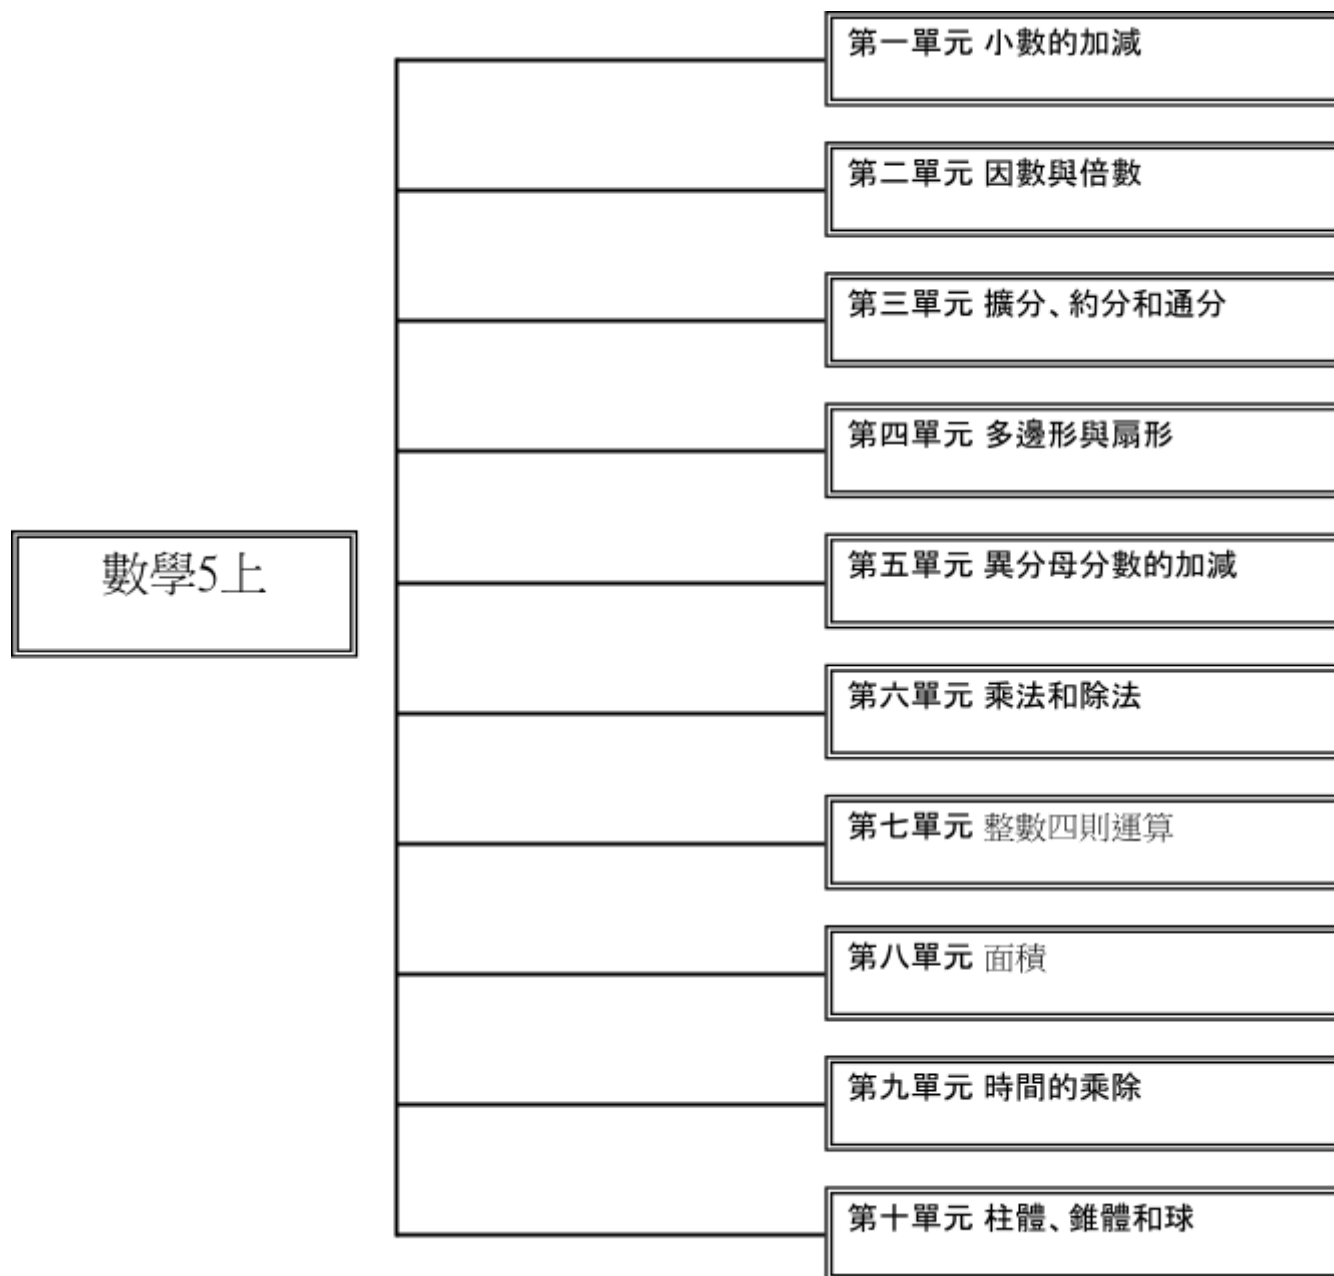 第一單元 小數的加減
第二單元 因數與倍數
第三單元 擴分、約分和通分
第四單元 多邊形與扇形
數學5上
第五單元 異分母分數的加減
第六單元 乘法和除法
第七單元 整數四則運算
第八單元 面積
第九單元 時間的乘除
第十單元 柱體、錐體和球